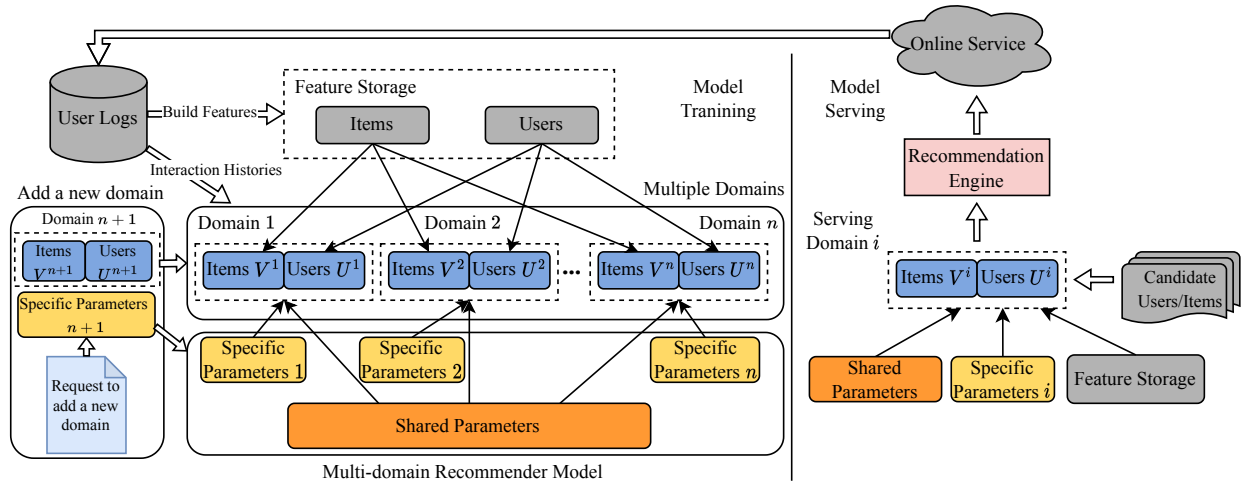 Online Service
User Logs
Build Features
Feature Storage
Items
Users
Model
Tranining
Model
Serving
Interaction Histories
Recommendation
Engine
Add a new domain
Domain n + 1
Items
V^{n+1}
Users
U^{n+1}
Specific Parameters
n + 1
Request to
add a new
domain
Multiple Domains
Domain 1
Domain 2
Domain n
Items V^1
Users U^1
Items V^2
Users U^2
...
Items V^n
Users U^n
Specific
Parameters 1
Specific
Parameters 2
Specific
Parameters n
Shared Parameters
Multi-domain Recommender Model
Serving
Domain i
Items V^i
Users U^i
Candidate
Users/Items
Shared
Parameters
Specific
Parameters i
Feature Storage